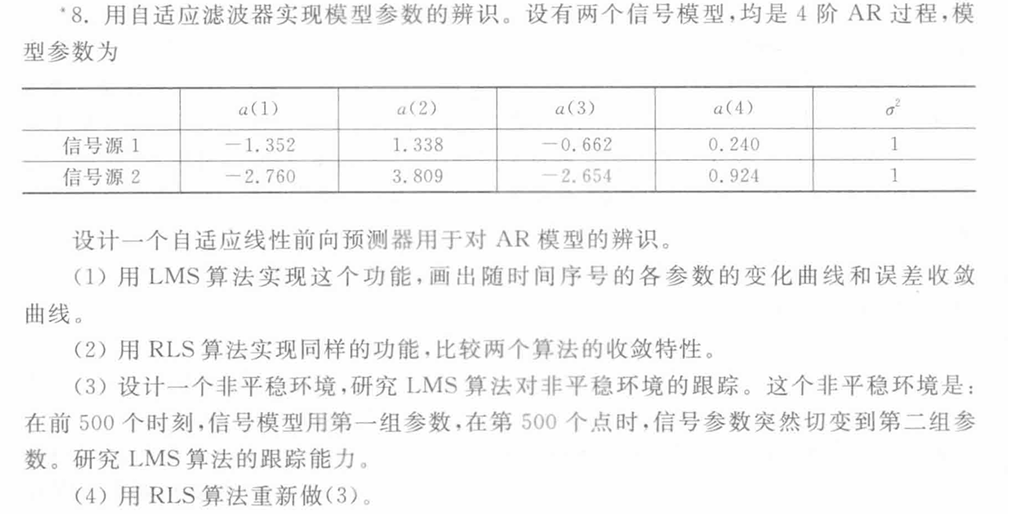 *8. 用自适应滤波器实现模型参数的辨识。设有两个信号模型,均是 4 阶 AR 过程,模
型参数为
a(1) a(2) a(3) a(4) σ²
信号源 1 −1.352 1.338 −0.662 0.240 1
信号源 2 −2.760 3.809 −2.654 0.924 1
设计一个自适应线性前向预测器用于对 AR 模型的辨识。
(1) 用 LMS 算法实现这个功能,画出随时间序号的各参数的变化曲线和误差收敛
曲线。
(2) 用 RLS 算法实现同样的功能,比较两个算法的收敛特性。
(3) 设计一个非平稳环境,研究 LMS 算法对非平稳环境的跟踪。这个非平稳环境是:
在前 500 个时刻,信号模型用第一组参数,在第 500 个点时,信号参数突然切变到第二组参
数。研究 LMS 算法的跟踪能力。
(4) 用 RLS 算法重新做(3)。